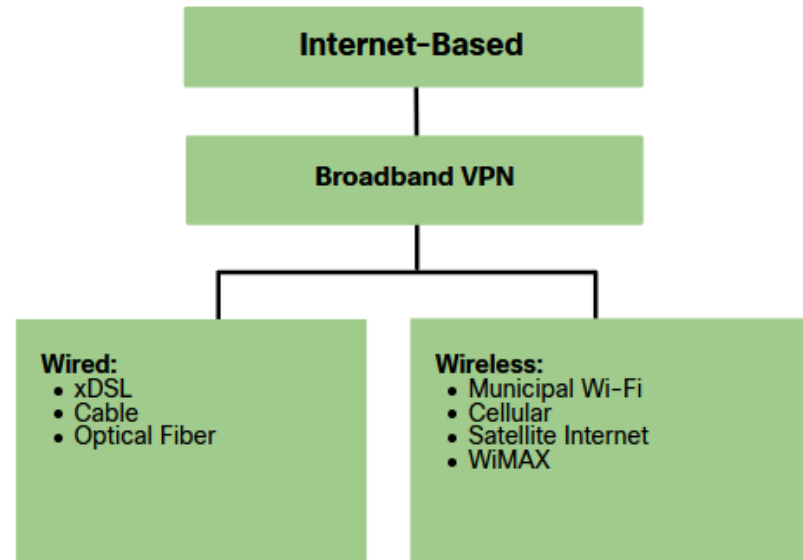 Internet-Based
Broadband VPN
Wired:
• xDSL
• Cable
• Optical Fiber
Wireless:
• Municipal Wi-Fi
• Cellular
• Satellite Internet
• WiMAX